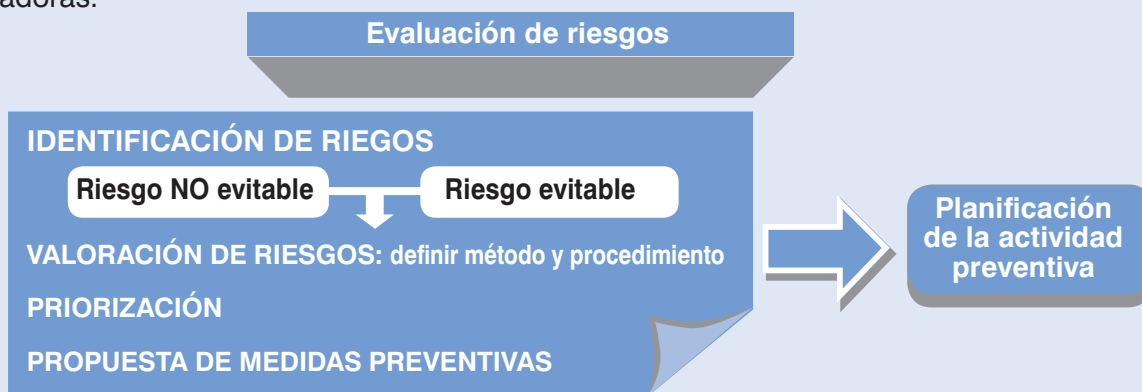 adoras.
Evaluación de riesgos
IDENTIFICACIÓN DE RIEGOS
Riesgo NO evitable Riesgo evitable
VALORACIÓN DE RIESGOS: definir método y procedimiento
PRIORIZACIÓN
PROPUESTA DE MEDIDAS PREVENTIVAS
Planificación
de la actividad
preventiva